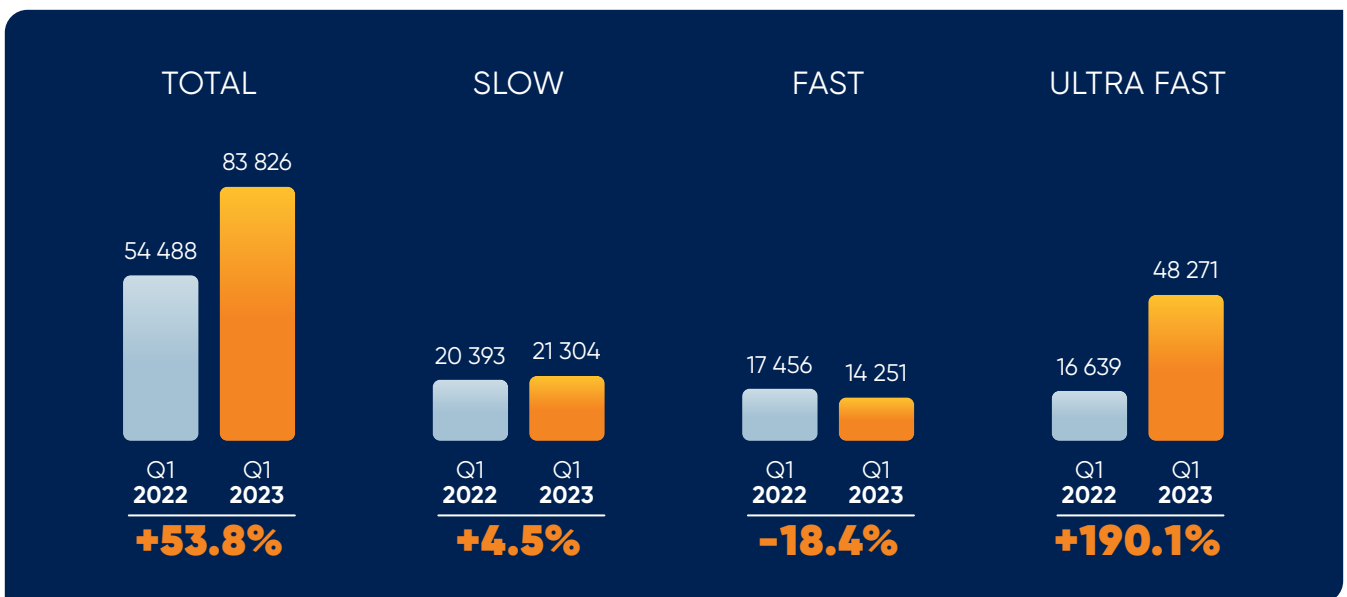 TOTAL
83 826
54 488
Q1 Q1
2022 2023
+53.8%
SLOW
20 393 21 304
Q1 Q1
2022 2023
+4.5%
FAST
17 456 14 251
Q1 Q1
2022 2023
-18.4%
ULTRA FAST
48 271
16 639
Q1 Q1
2022 2023
+190.1%